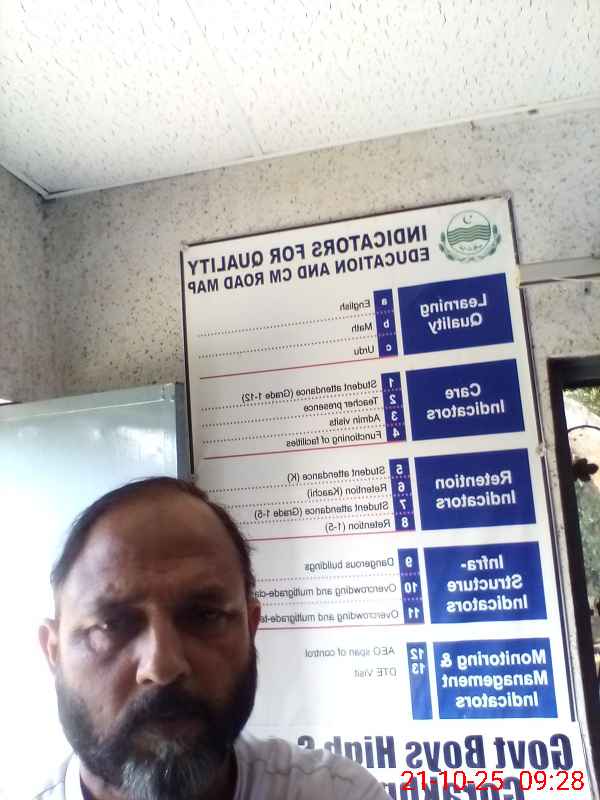 INDICATORS FOR QUALITY
EDUCATION AND CM ROAD MAP
Learning
Quality
a English
b Math
c Urdu
Care
Indicators
1 Student attendance (Grade 1-12)
2 Teacher presence
3 Admin visits
4 Functioning of facilities
Retention
Indicators
5 Student attendance (K)
6 Retention (Kaachi)
7 Student attendance (Grade 1-5)
8 Retention (1-5)
Infra-
Structure
Indicators
9 Dangerous buildings
10 Overcrowding and multigrade-cla
11 Overcrowding and multigrade-te
Monitoring &
Management
Indicators
12 AEO span of control
13 DTE Visit
Govt Boys High S
21-10-25 09:28